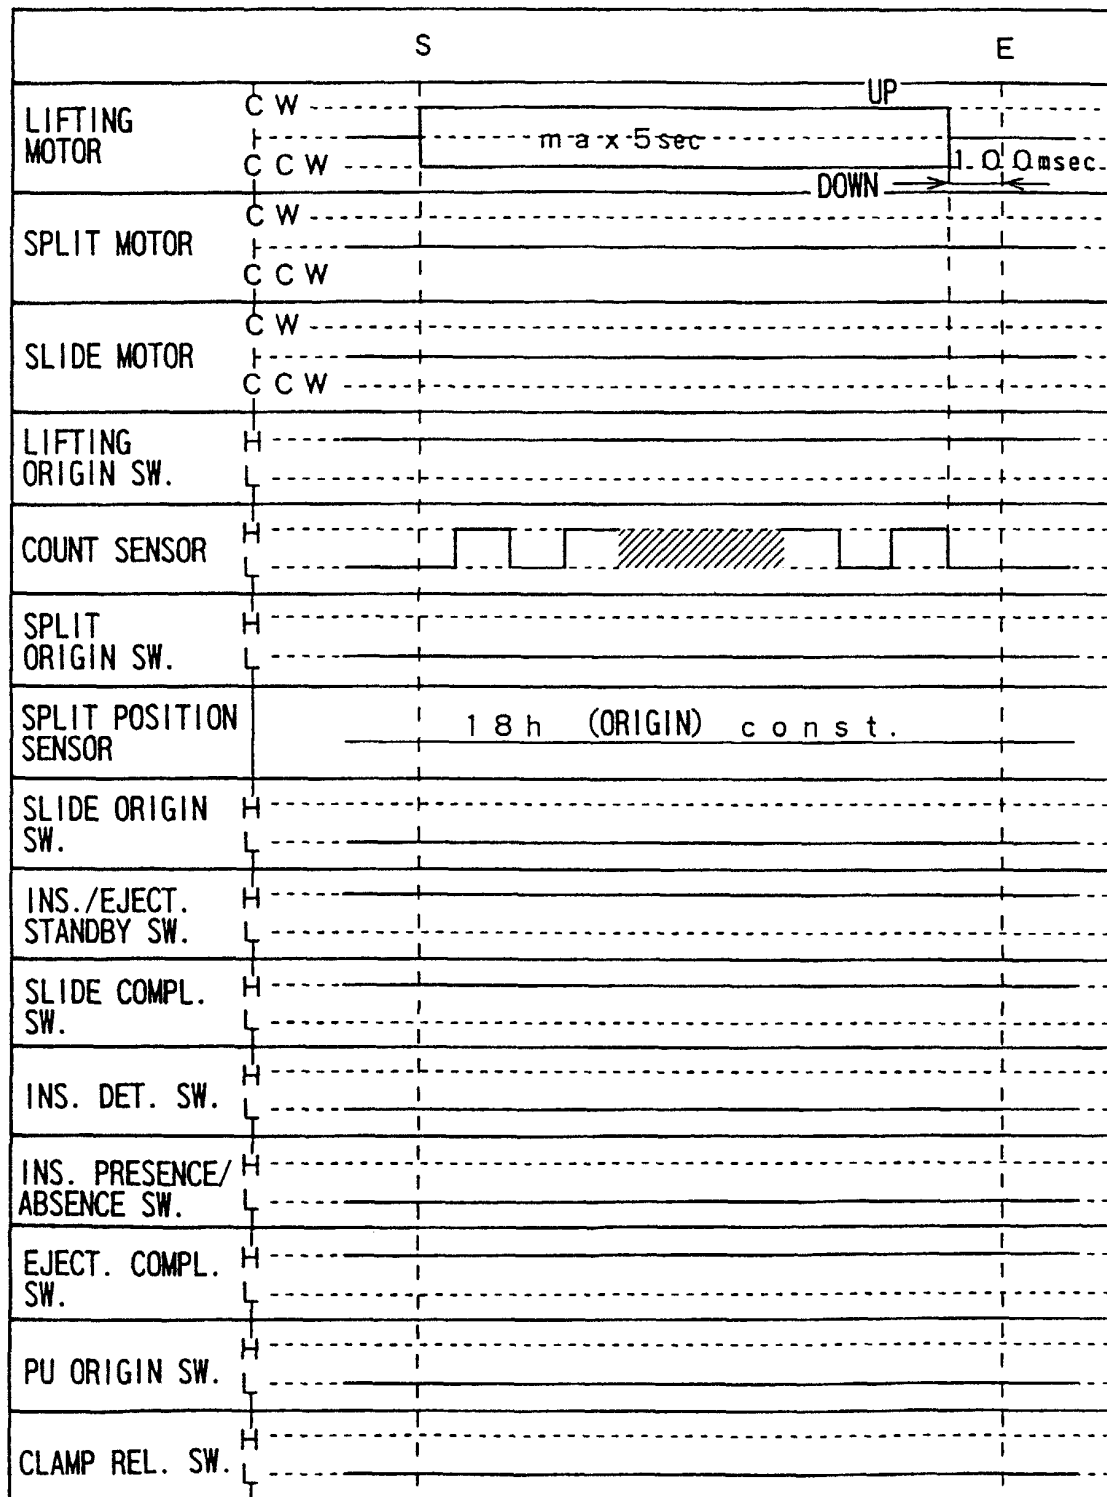 S E
LIFTING
MOTOR
CW
CCW
UP
max 5sec
100msec
DOWN
SPLIT MOTOR
CW
CCW
SLIDE MOTOR
CW
CCW
LIFTING
ORIGIN SW.
H
L
COUNT SENSOR
H
L
SPLIT
ORIGIN SW.
H
L
SPLIT POSITION
SENSOR
18h (ORIGIN) const.
SLIDE ORIGIN
SW.
H
L
INS./EJECT.
STANDBY SW.
H
L
SLIDE COMPL.
SW.
H
L
INS. DET. SW.
H
L
INS. PRESENCE/
ABSENCE SW.
H
L
EJECT. COMPL.
SW.
H
L
PU ORIGIN SW.
H
L
CLAMP REL. SW.
H
L